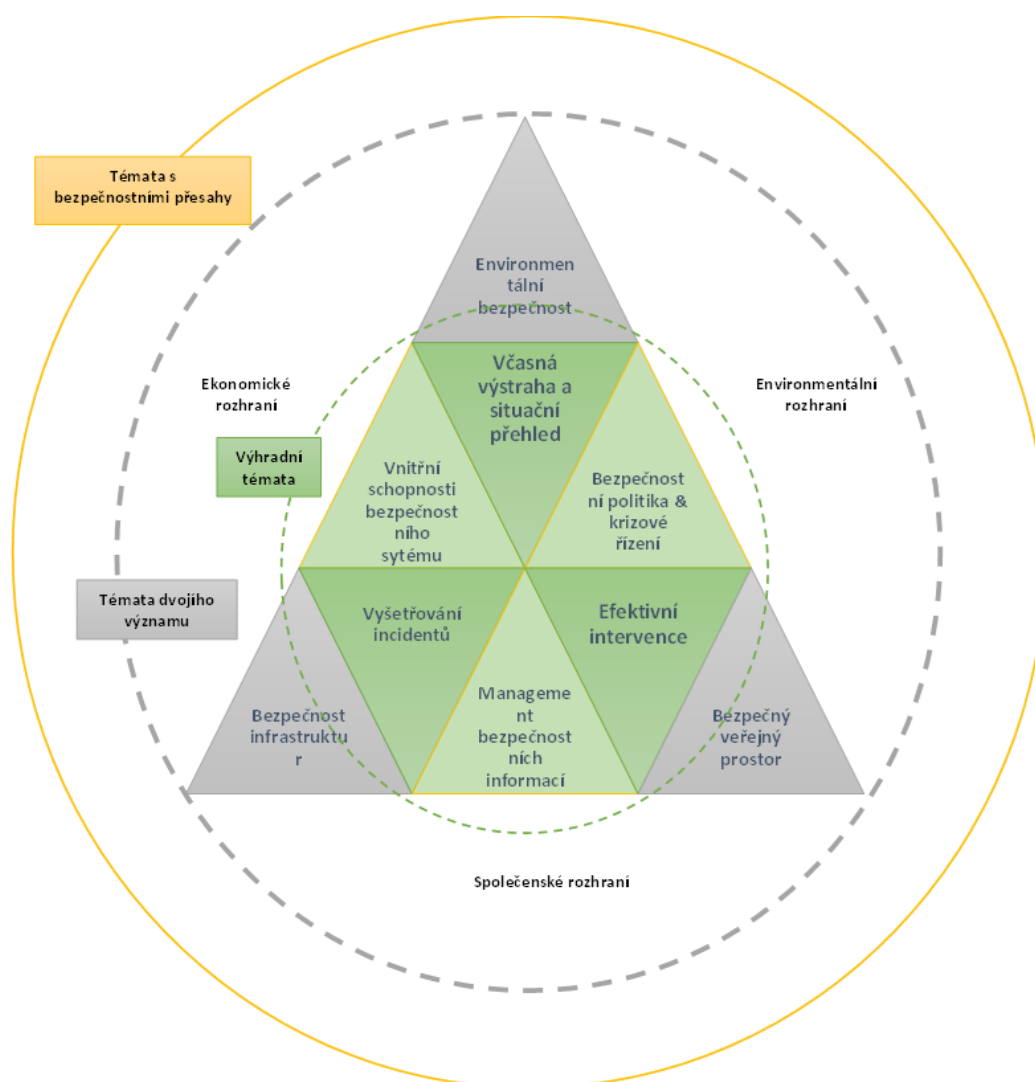 Témata s
bezpečnostními přesahy
Environmen
tální
bezpečnost
Včasná
výstraha a
situační
přehled
Ekonomické
rozhraní
Environmentální
rozhraní
Výhradní
témata
Vnitřní
schopnosti
bezpečnost
ního
sytému
Bezpečnost
ní politika &
krizové
řízení
Témata dvojího
významu
Vyšetřování
incidentů
Efektivní
intervence
Bezpečnost
infrastruktu
r
Manageme
nt
bezpečnost
ních
informací
Bezpečný
veřejný
prostor
Společenské rozhraní